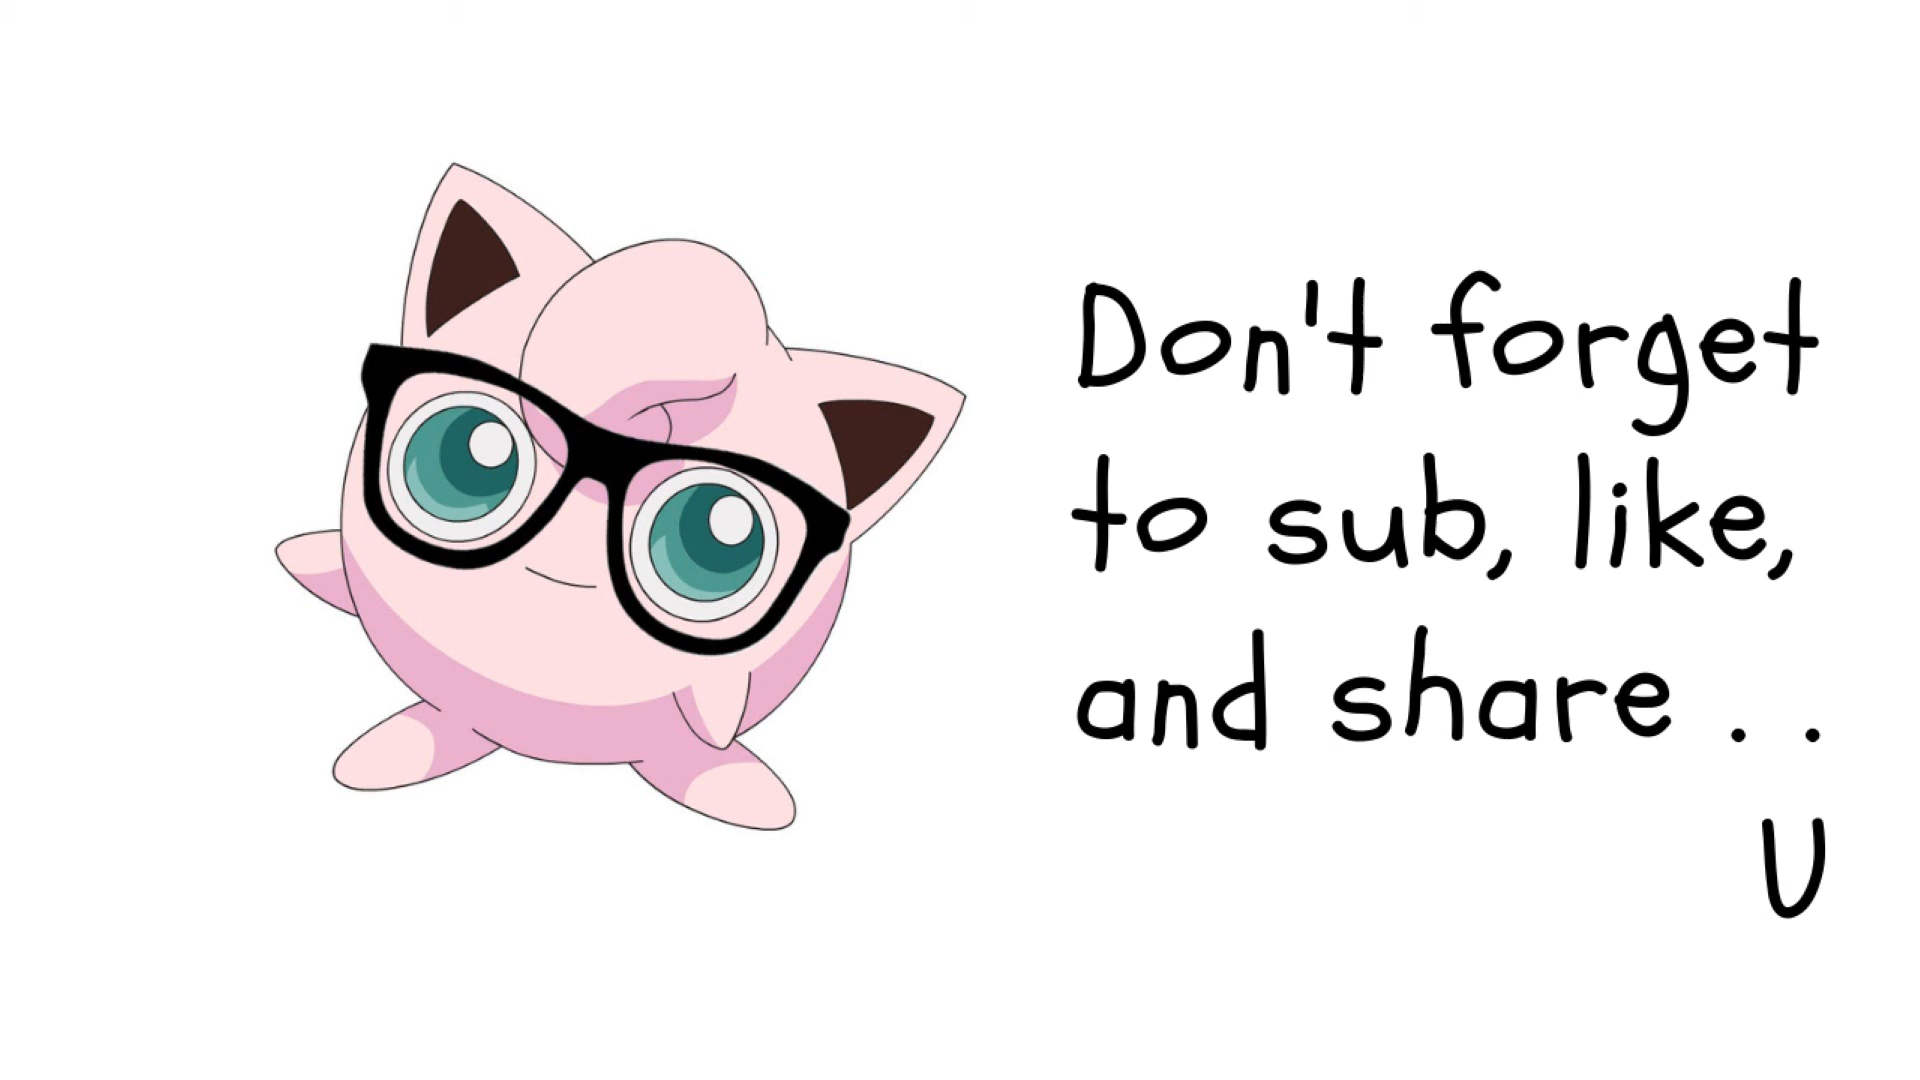 Don't forget
to sub, like,
and share . .
U